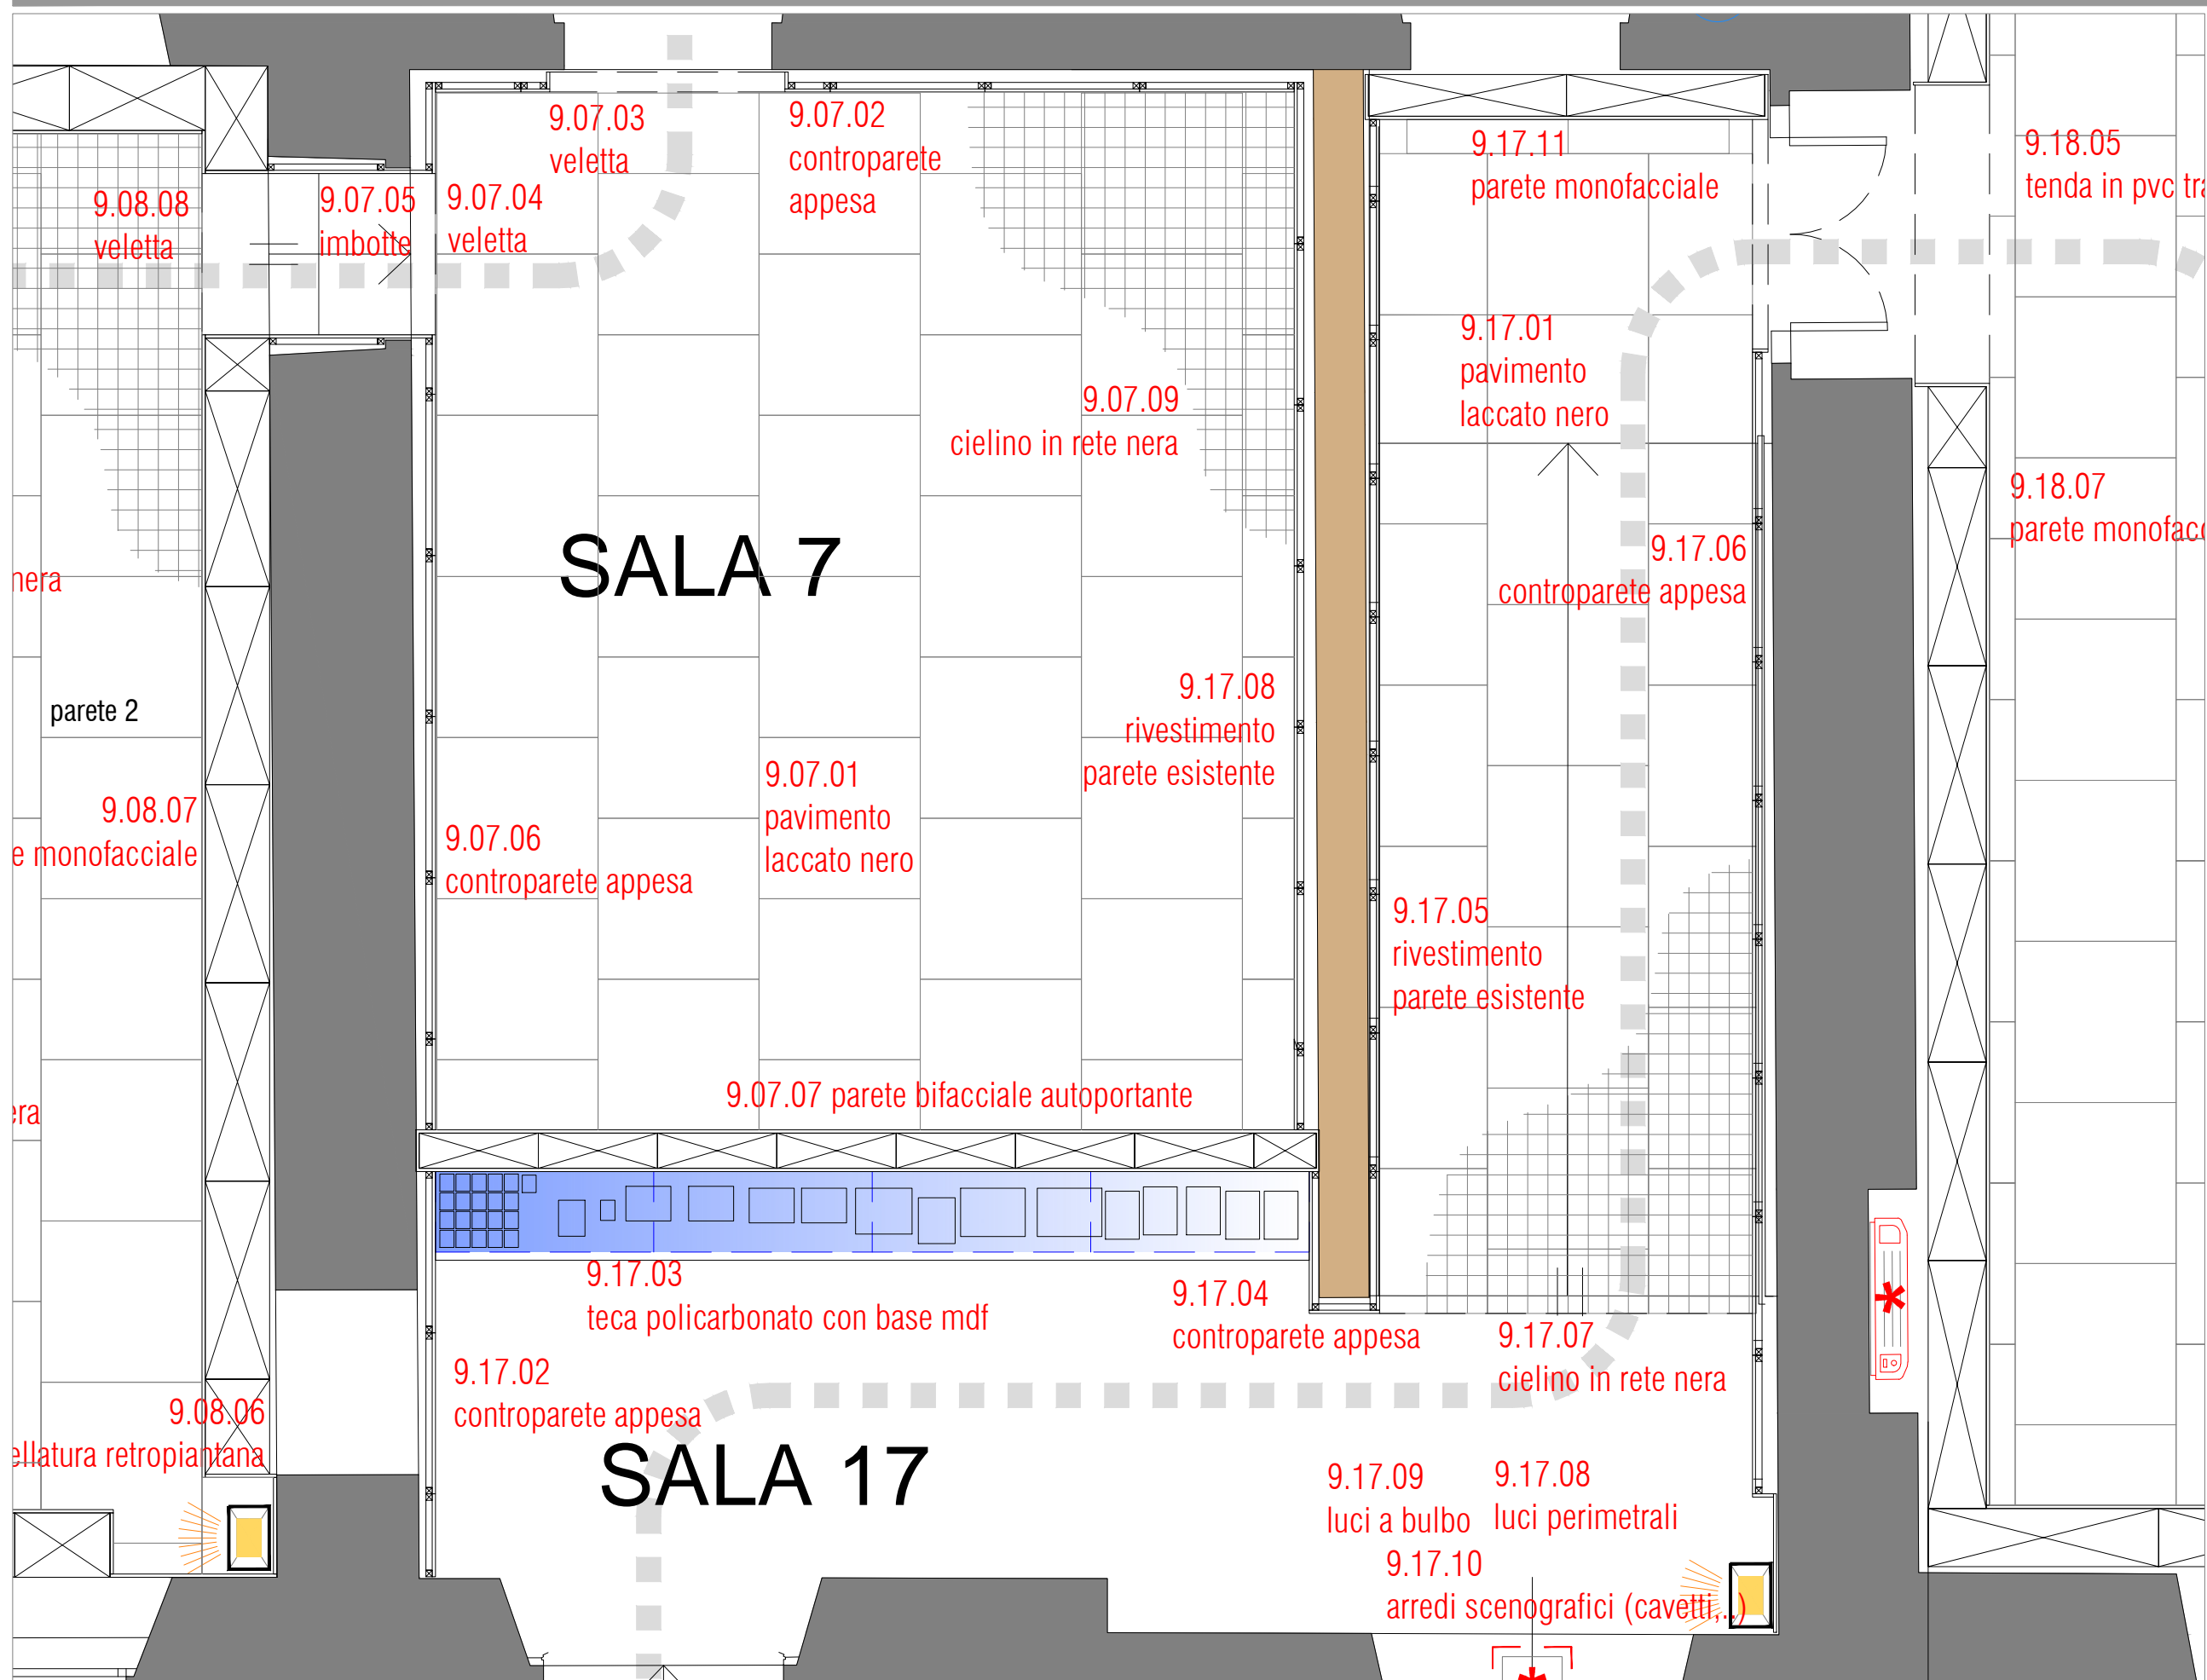 9.07.03
veletta
9.07.02
controparete
appesa
9.17.11
parete monofacciale
9.18.05
tenda in pvc
9.08.08
veletta
9.07.05
imbotte
9.07.04
veletta
9.17.01
pavimento
laccato nero
9.07.09
cielino in rete nera
9.18.07
parete
SALA 7
9.17.06
controparete appesa
nera
parete 2
9.17.08
rivestimento
parete esistente
9.07.01
pavimento
laccato nero
9.08.07
e monofacciale
9.07.06
controparete appesa
9.17.05
rivestimento
parete esistente
9.07.07 parete bifacciale autoportante
era
9.17.03
teca policarbonato con base mdf
9.17.04
controparete appesa
9.17.07
cielino in rete nera
9.17.02
controparete appesa
9.08.06
ellatura retropiantana
SALA 17
9.17.09
luci a bulbo
9.17.08
luci perimetrali
9.17.10
arredi scenografici (cavetti,..)